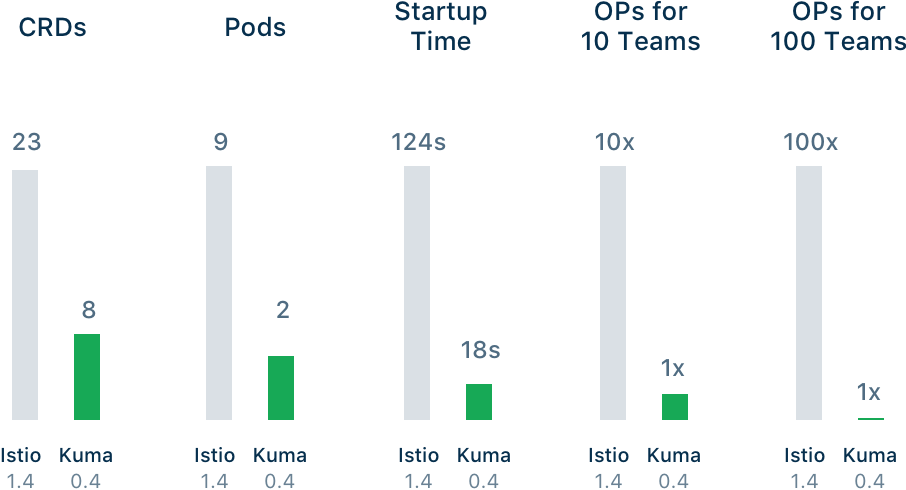 CRDs
Pods
Startup
Time
OPs for
10 Teams
OPs for
100 Teams
23
8
9
2
124s
18s
10x
1x
100x
1x
Istio
1.4
Kuma
0.4
Istio
1.4
Kuma
0.4
Istio
1.4
Kuma
0.4
Istio
1.4
Kuma
0.4
Istio
1.4
Kuma
0.4